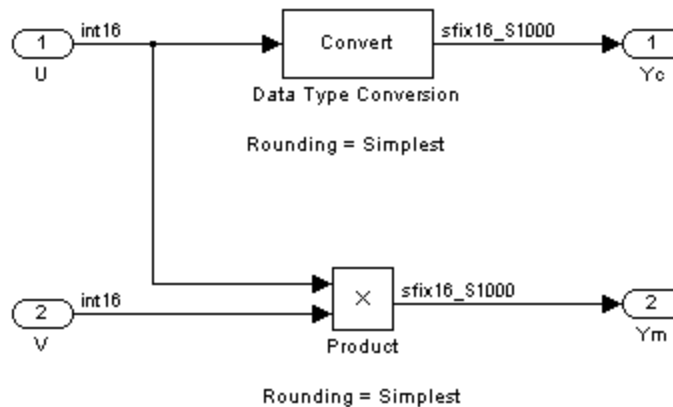 1
int16
U
Convert
sfix16_S1000
1
Yc
Data Type Conversion
Rounding = Simplest
2
int16
V
×
sfix16_S1000
2
Ym
Product
Rounding = Simplest